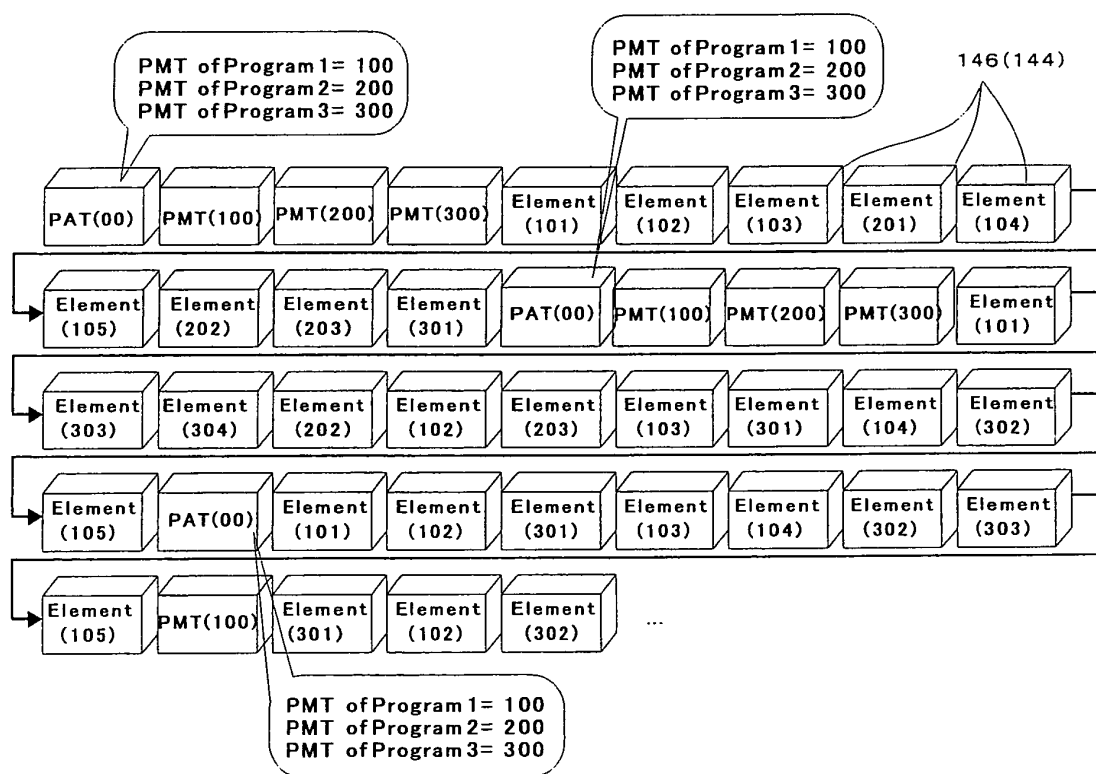 PMT of Program 1= 100
PMT of Program 2= 200
PMT of Program 3= 300
PMT of Program 1= 100
PMT of Program 2= 200
PMT of Program 3= 300
146(144)
PAT(00)
PMT(100)
PMT(200)
PMT(300)
Element
(101)
Element
(102)
Element
(103)
Element
(201)
Element
(104)
Element
(105)
Element
(202)
Element
(203)
Element
(301)
PAT(00)
PMT(100)
PMT(200)
PMT(300)
Element
(101)
Element
(303)
Element
(304)
Element
(202)
Element
(102)
Element
(203)
Element
(103)
Element
(301)
Element
(104)
Element
(302)
Element
(105)
PAT(00)
Element
(101)
Element
(102)
Element
(301)
Element
(103)
Element
(104)
Element
(302)
Element
(303)
Element
(105)
PMT(100)
Element
(301)
Element
(102)
Element
(302)
...
PMT of Program 1= 100
PMT of Program 2= 200
PMT of Program 3= 300